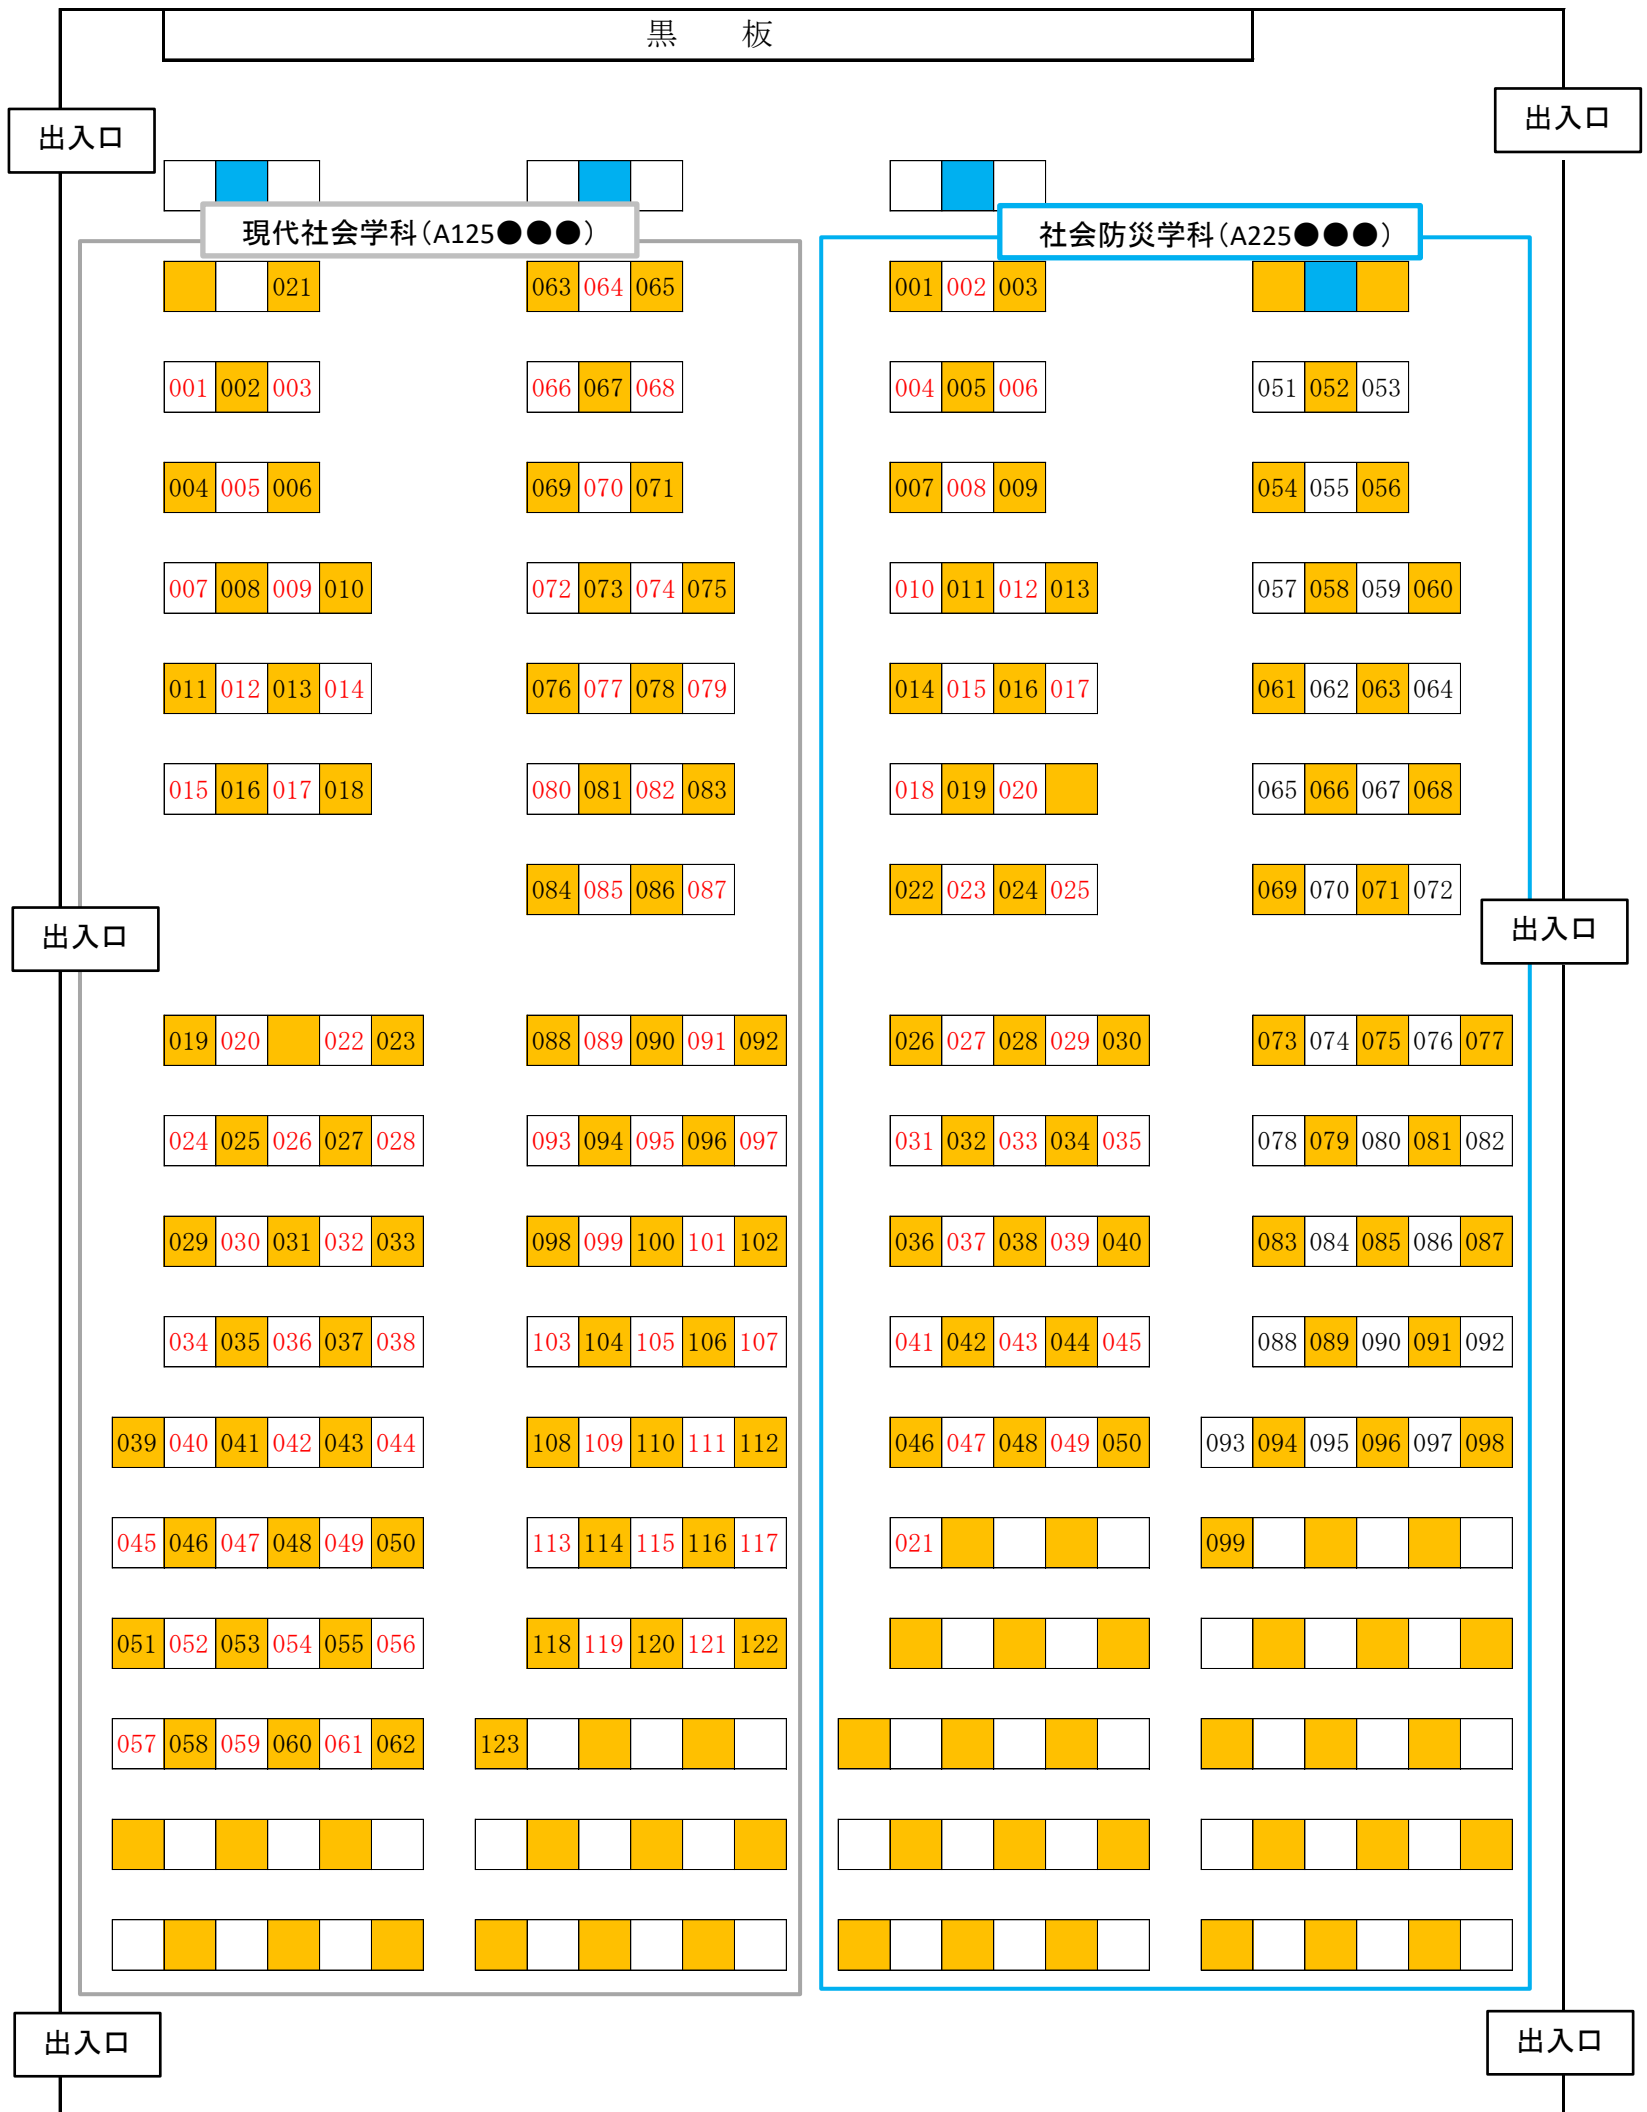 黒　板
出入口
出入口
現代社会学科（A125●●●）
社会防災学科（A225●●●）
021 063 064 065 001 002 003
001 002 003 066 067 068 004 005 006 051 052 053
004 005 006 069 070 071 007 008 009 054 055 056
007 008 009 010 072 073 074 075 010 011 012 013 057 058 059 060
011 012 013 014 076 077 078 079 014 015 016 017 061 062 063 064
015 016 017 018 080 081 082 083 018 019 020 065 066 067 068
084 085 086 087 022 023 024 025 069 070 071 072
出入口
出入口
019 020 022 023 088 089 090 091 092 026 027 028 029 030 073 074 075 076 077
024 025 026 027 028 093 094 095 096 097 031 032 033 034 035 078 079 080 081 082
029 030 031 032 033 098 099 100 101 102 036 037 038 039 040 083 084 085 086 087
034 035 036 037 038 103 104 105 106 107 041 042 043 044 045 088 089 090 091 092
039 040 041 042 043 044 108 109 110 111 112 046 047 048 049 050 093 094 095 096 097 098
045 046 047 048 049 050 113 114 115 116 117 021 099
051 052 053 054 055 056 118 119 120 121 122
057 058 059 060 061 062 123
出入口
出入口